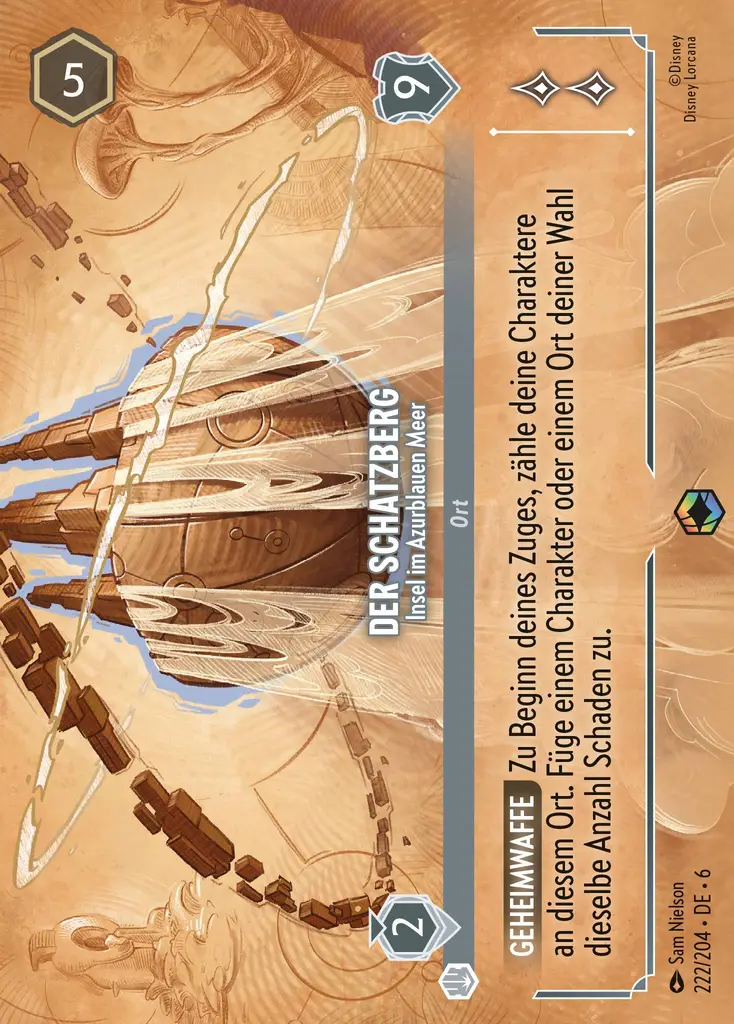 5
2
DER SCHATZBERG
Insel im Azurblauen Meer
9
Ort
GEHEIMWAFFE Zu Beginn deines Zuges, zähle deine Charaktere
an diesem Ort. Füge einem Charakter oder einem Ort deiner Wahl
dieselbe Anzahl Schaden zu.
Sam Nielson
222/204 • DE • 6
©Disney
Disney Lorcana